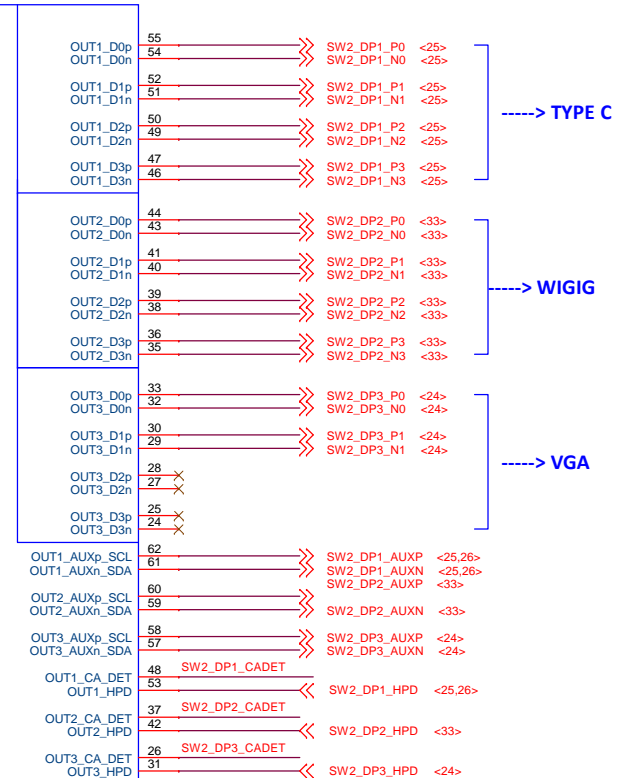 OUT1_D0p 55 SW2_DP1_P0 <25>
OUT1_D0n 54 SW2_DP1_N0 <25>
OUT1_D1p 52 SW2_DP1_P1 <25>
OUT1_D1n 51 SW2_DP1_N1 <25>
-----> TYPE C
OUT1_D2p 50 SW2_DP1_P2 <25>
OUT1_D2n 49 SW2_DP1_N2 <25>
OUT1_D3p 47 SW2_DP1_P3 <25>
OUT1_D3n 46 SW2_DP1_N3 <25>
OUT2_D0p 44 SW2_DP2_P0 <33>
OUT2_D0n 43 SW2_DP2_N0 <33>
OUT2_D1p 41 SW2_DP2_P1 <33>
OUT2_D1n 40 SW2_DP2_N1 <33>
-----> WIGIG
OUT2_D2p 39 SW2_DP2_P2 <33>
OUT2_D2n 38 SW2_DP2_N2 <33>
OUT2_D3p 36 SW2_DP2_P3 <33>
OUT2_D3n 35 SW2_DP2_N3 <33>
OUT3_D0p 33 SW2_DP3_P0 <24>
OUT3_D0n 32 SW2_DP3_N0 <24>
OUT3_D1p 30 SW2_DP3_P1 <24>
OUT3_D1n 29 SW2_DP3_N1 <24>
-----> VGA
OUT3_D2p 28
OUT3_D2n 27
OUT3_D3p 25
OUT3_D3n 24
OUT1_AUXp_SCL 62 SW2_DP1_AUXP <25,26>
OUT1_AUXn_SDA 61 SW2_DP1_AUXN <25,26>
SW2_DP2_AUXP <33>
OUT2_AUXp_SCL 60
OUT2_AUXn_SDA 59 SW2_DP2_AUXN <33>
OUT3_AUXp_SCL 58 SW2_DP3_AUXP <24>
OUT3_AUXn_SDA 57 SW2_DP3_AUXN <24>
OUT1_CA_DET 48 SW2_DP1_CADET
OUT1_HPD 53 SW2_DP1_HPD <25,26>
OUT2_CA_DET 37 SW2_DP2_CADET
OUT2_HPD 42 SW2_DP2_HPD <33>
OUT3_CA_DET 26 SW2_DP3_CADET
OUT3_HPD 31 SW2_DP3_HPD <24>